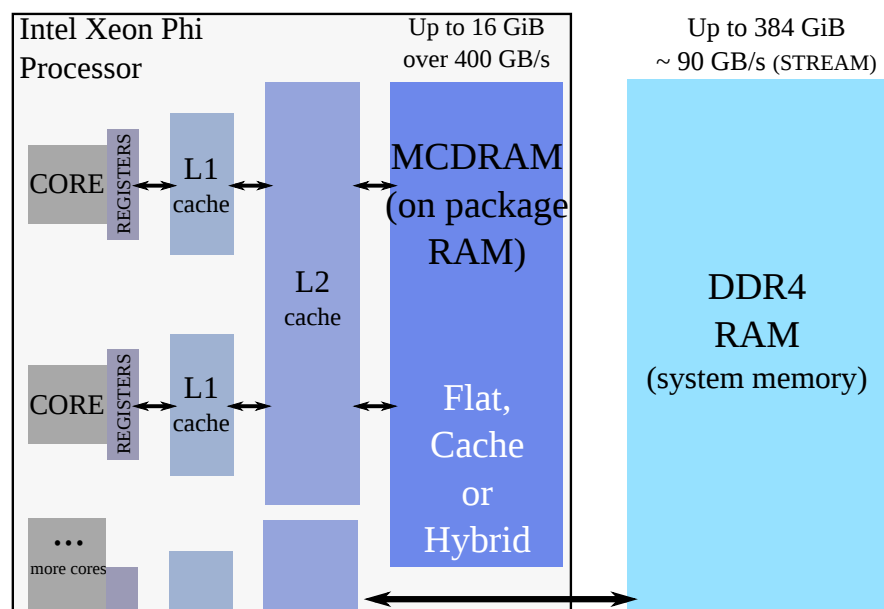 Intel Xeon Phi
Processor
Up to 16 GiB
over 400 GB/s
Up to 384 GiB
~ 90 GB/s (STREAM)
CORE
REGISTERS
L1
cache
L2
cache
MCDRAM
(on package
RAM)
DDR4
RAM
(system memory)
CORE
REGISTERS
L1
cache
Flat,
Cache
or
Hybrid
...
more cores